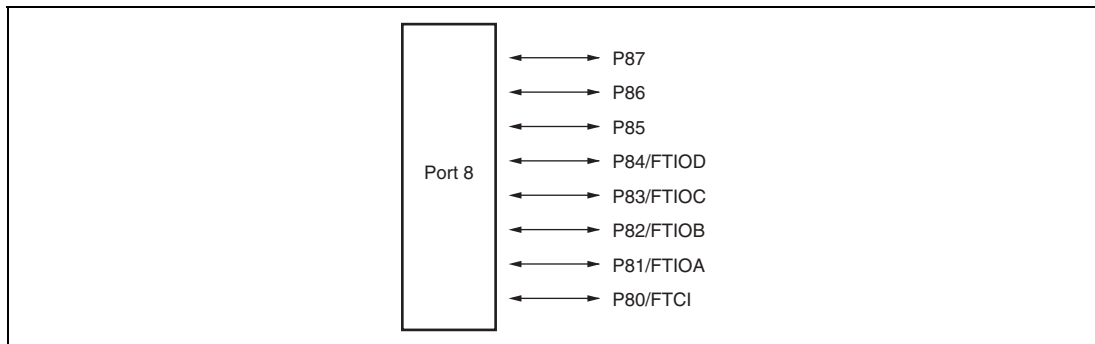 Port 8
P87
P86
P85
P84/FTIOD
P83/FTIOC
P82/FTIOB
P81/FTIOA
P80/FTCI